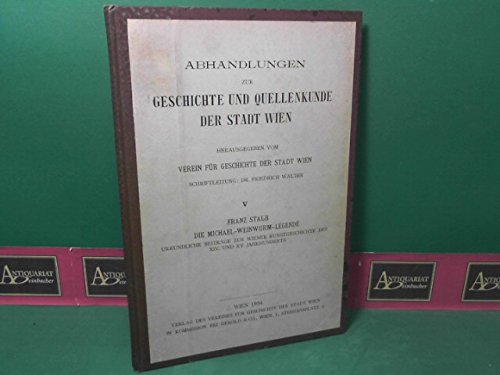 ABHANDLUNGEN
ZUR
GESCHICHTE UND QUELLENKUNDE
DER STADT WIEN
HERAUSGEGEBEN VOM
VEREIN FÜR GESCHICHTE DER STADT WIEN
SCHRIFTLEITUNG: DR. FRIEDRICH WALTER
V
FRANZ STAUB
DIE MICHAEL-WEINWURM-LEGENDE
URKUNDLICHE BEITRÄGE ZUR WIENER KUNSTGESCHICHTE DES
XIV. UND XV. JAHRHUNDERTS
WIEN 1934
VERLAG DES VEREINES FÜR GESCHICHTE DER STADT WIEN
IN KOMMISSION BEI GEROLD & CO., WIEN, I., STEPHANSPLATZ
ANTIQUARIAT
Deinbacher
ANTIQUARIAT
Deinbacher
ANTIQUARIAT